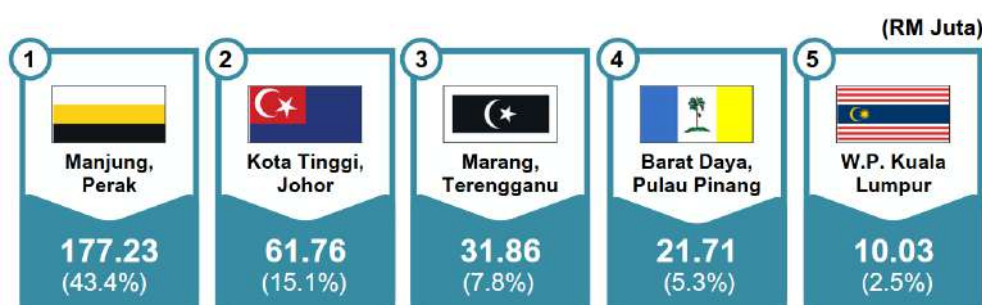 (RM Juta)
1
Manjung,
Perak
177.23
(43.4%)
2
Kota Tinggi,
Johor
61.76
(15.1%)
3
Marang,
Terengganu
31.86
(7.8%)
4
Barat Daya,
Pulau Pinang
21.71
(5.3%)
5
W.P. Kuala
Lumpur
10.03
(2.5%)